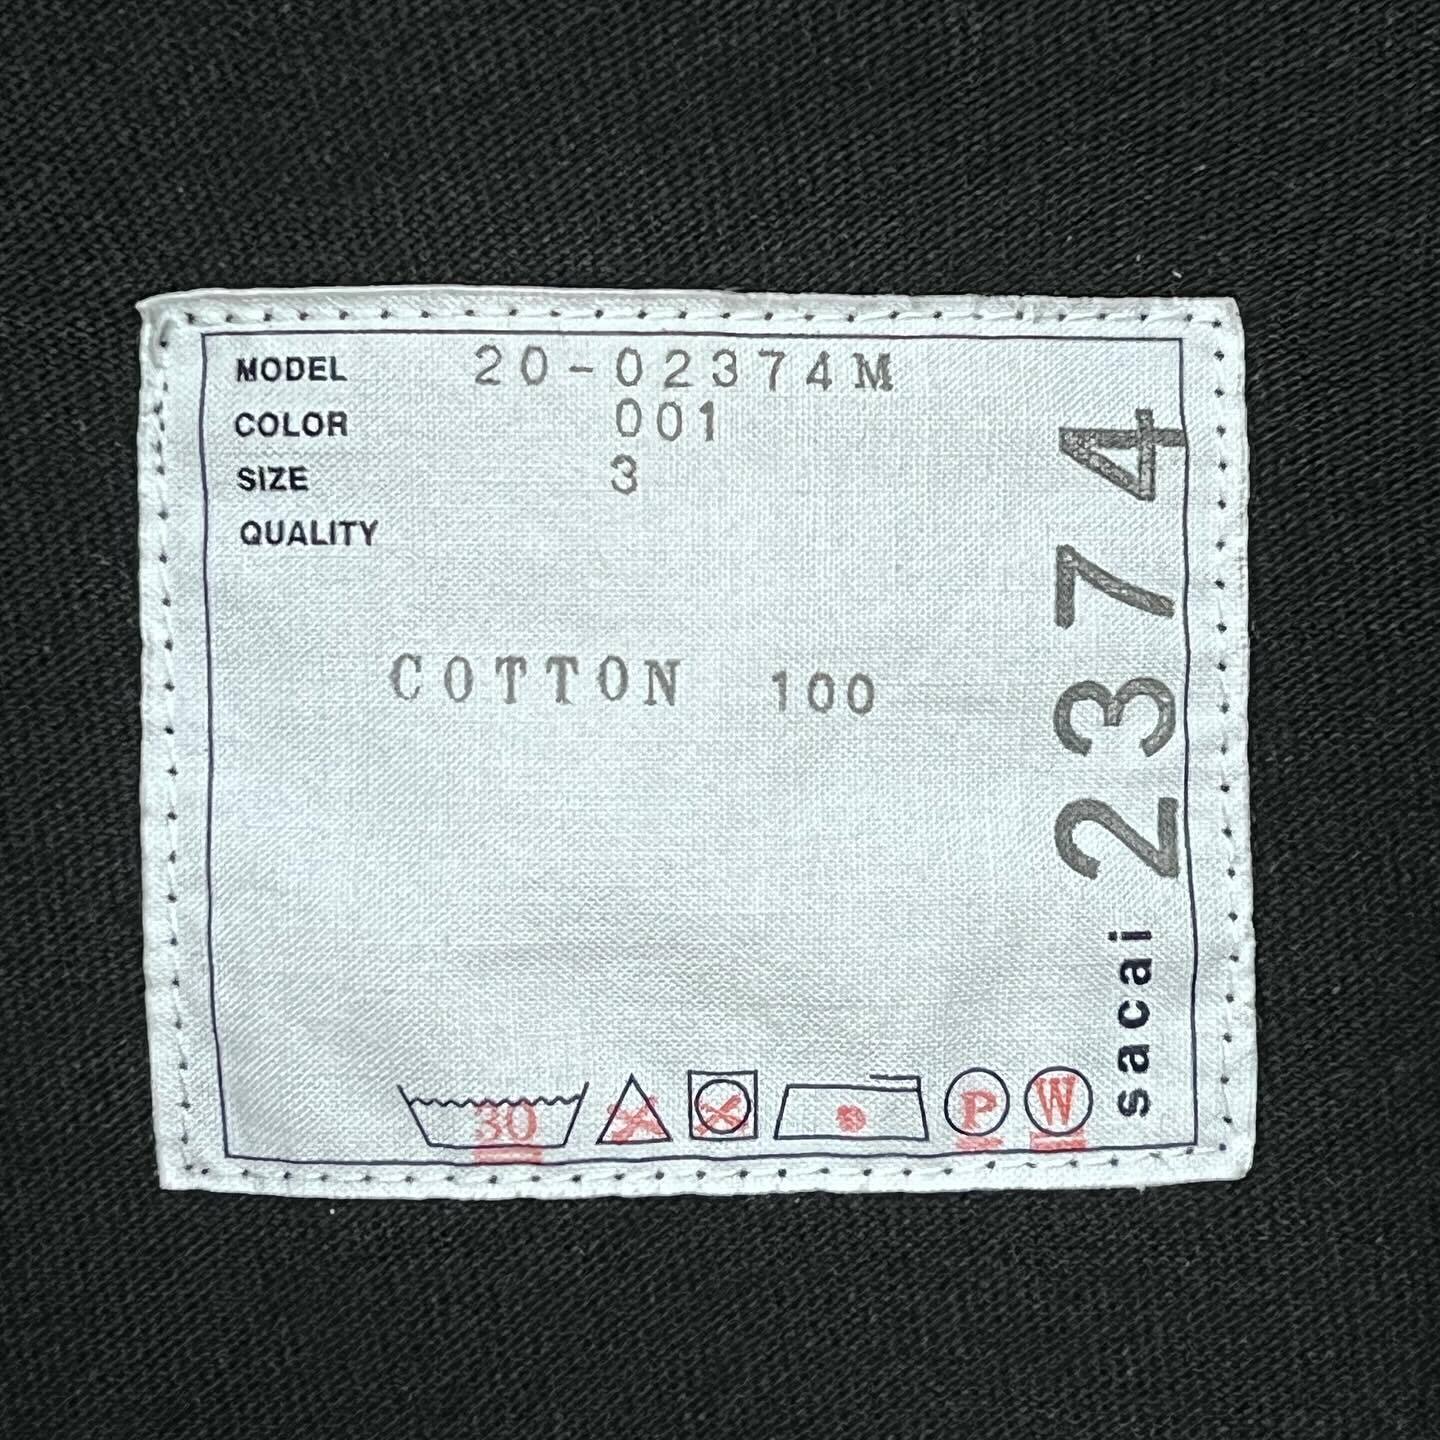 MODEL 20-02374M
COLOR 001
SIZE 3
QUALITY
COTTON 100
30
P
W
sacai 2374